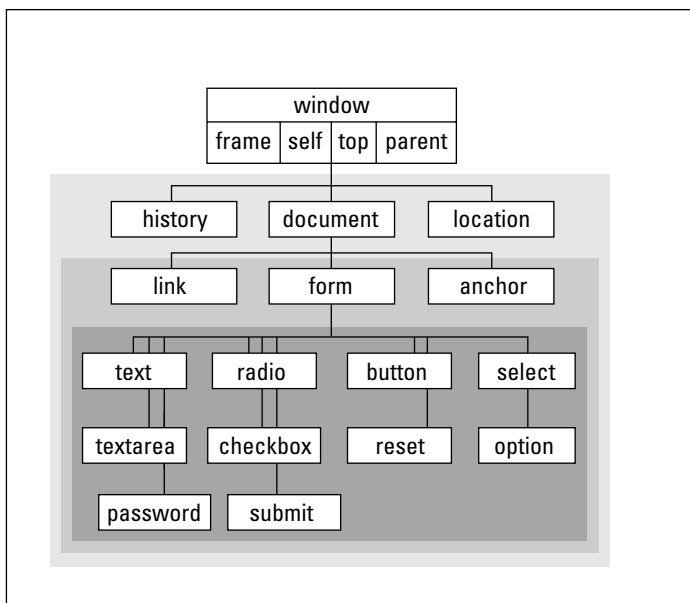 window
frame self top parent
history document location
link form anchor
text radio button select
textarea checkbox reset option
password submit